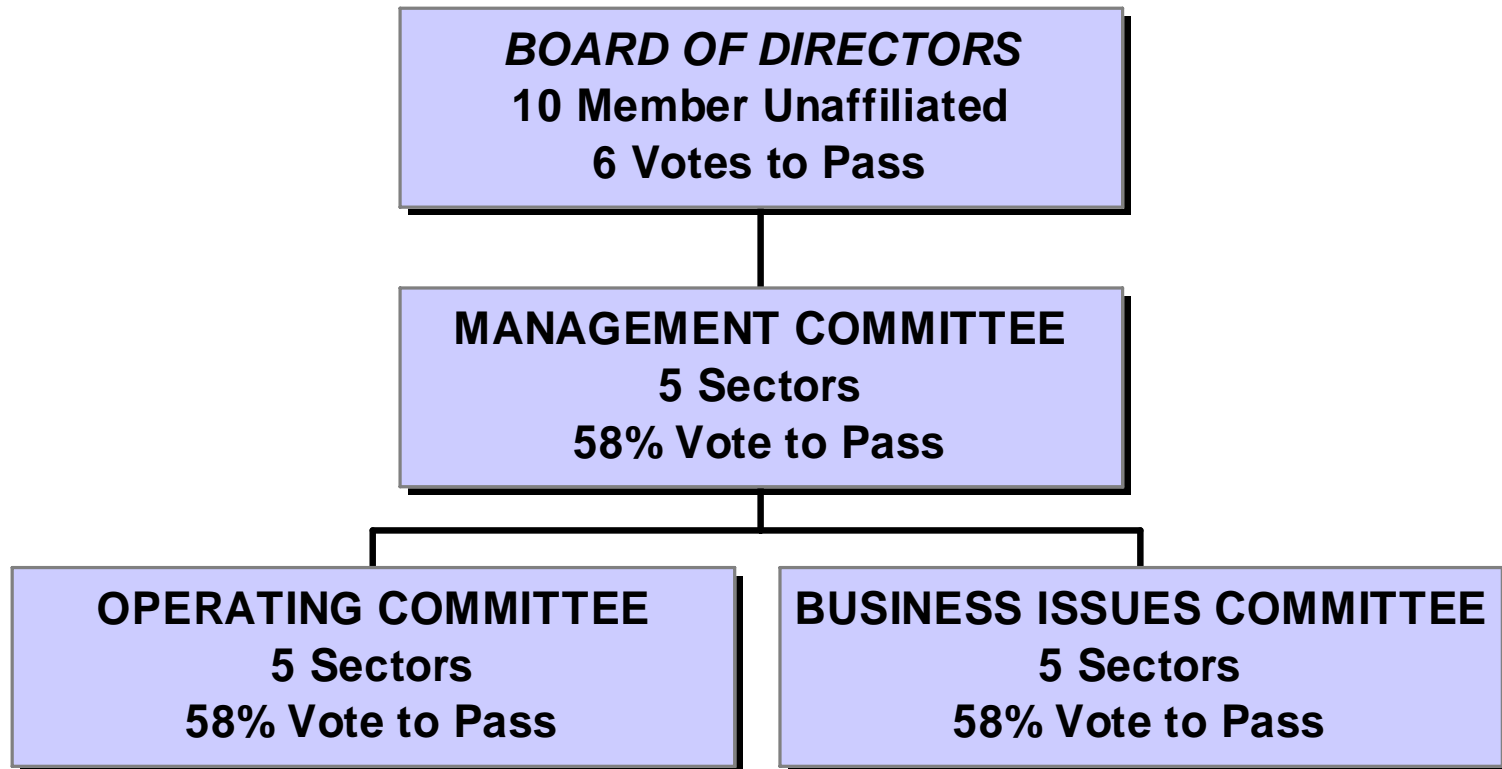 BOARD OF DIRECTORS
10 Member Unaffiliated
6 Votes to Pass
MANAGEMENT COMMITTEE
5 Sectors
58% Vote to Pass
OPERATING COMMITTEE
5 Sectors
58% Vote to Pass
BUSINESS ISSUES COMMITTEE
5 Sectors
58% Vote to Pass